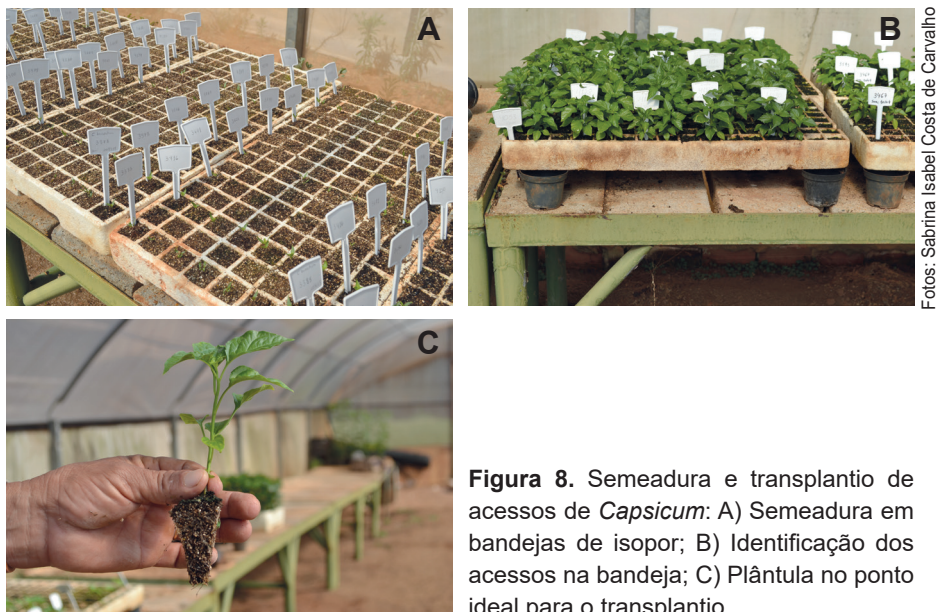 A
B
Fotos: Sabrina Isabel Costa de Carvalho
C
Figura 8. Semeadura e transplantio de
acessos de Capsicum: A) Semeadura em
bandejas de isopor; B) Identificação dos
acessos na bandeja; C) Plântula no ponto
ideal para o transplantio.